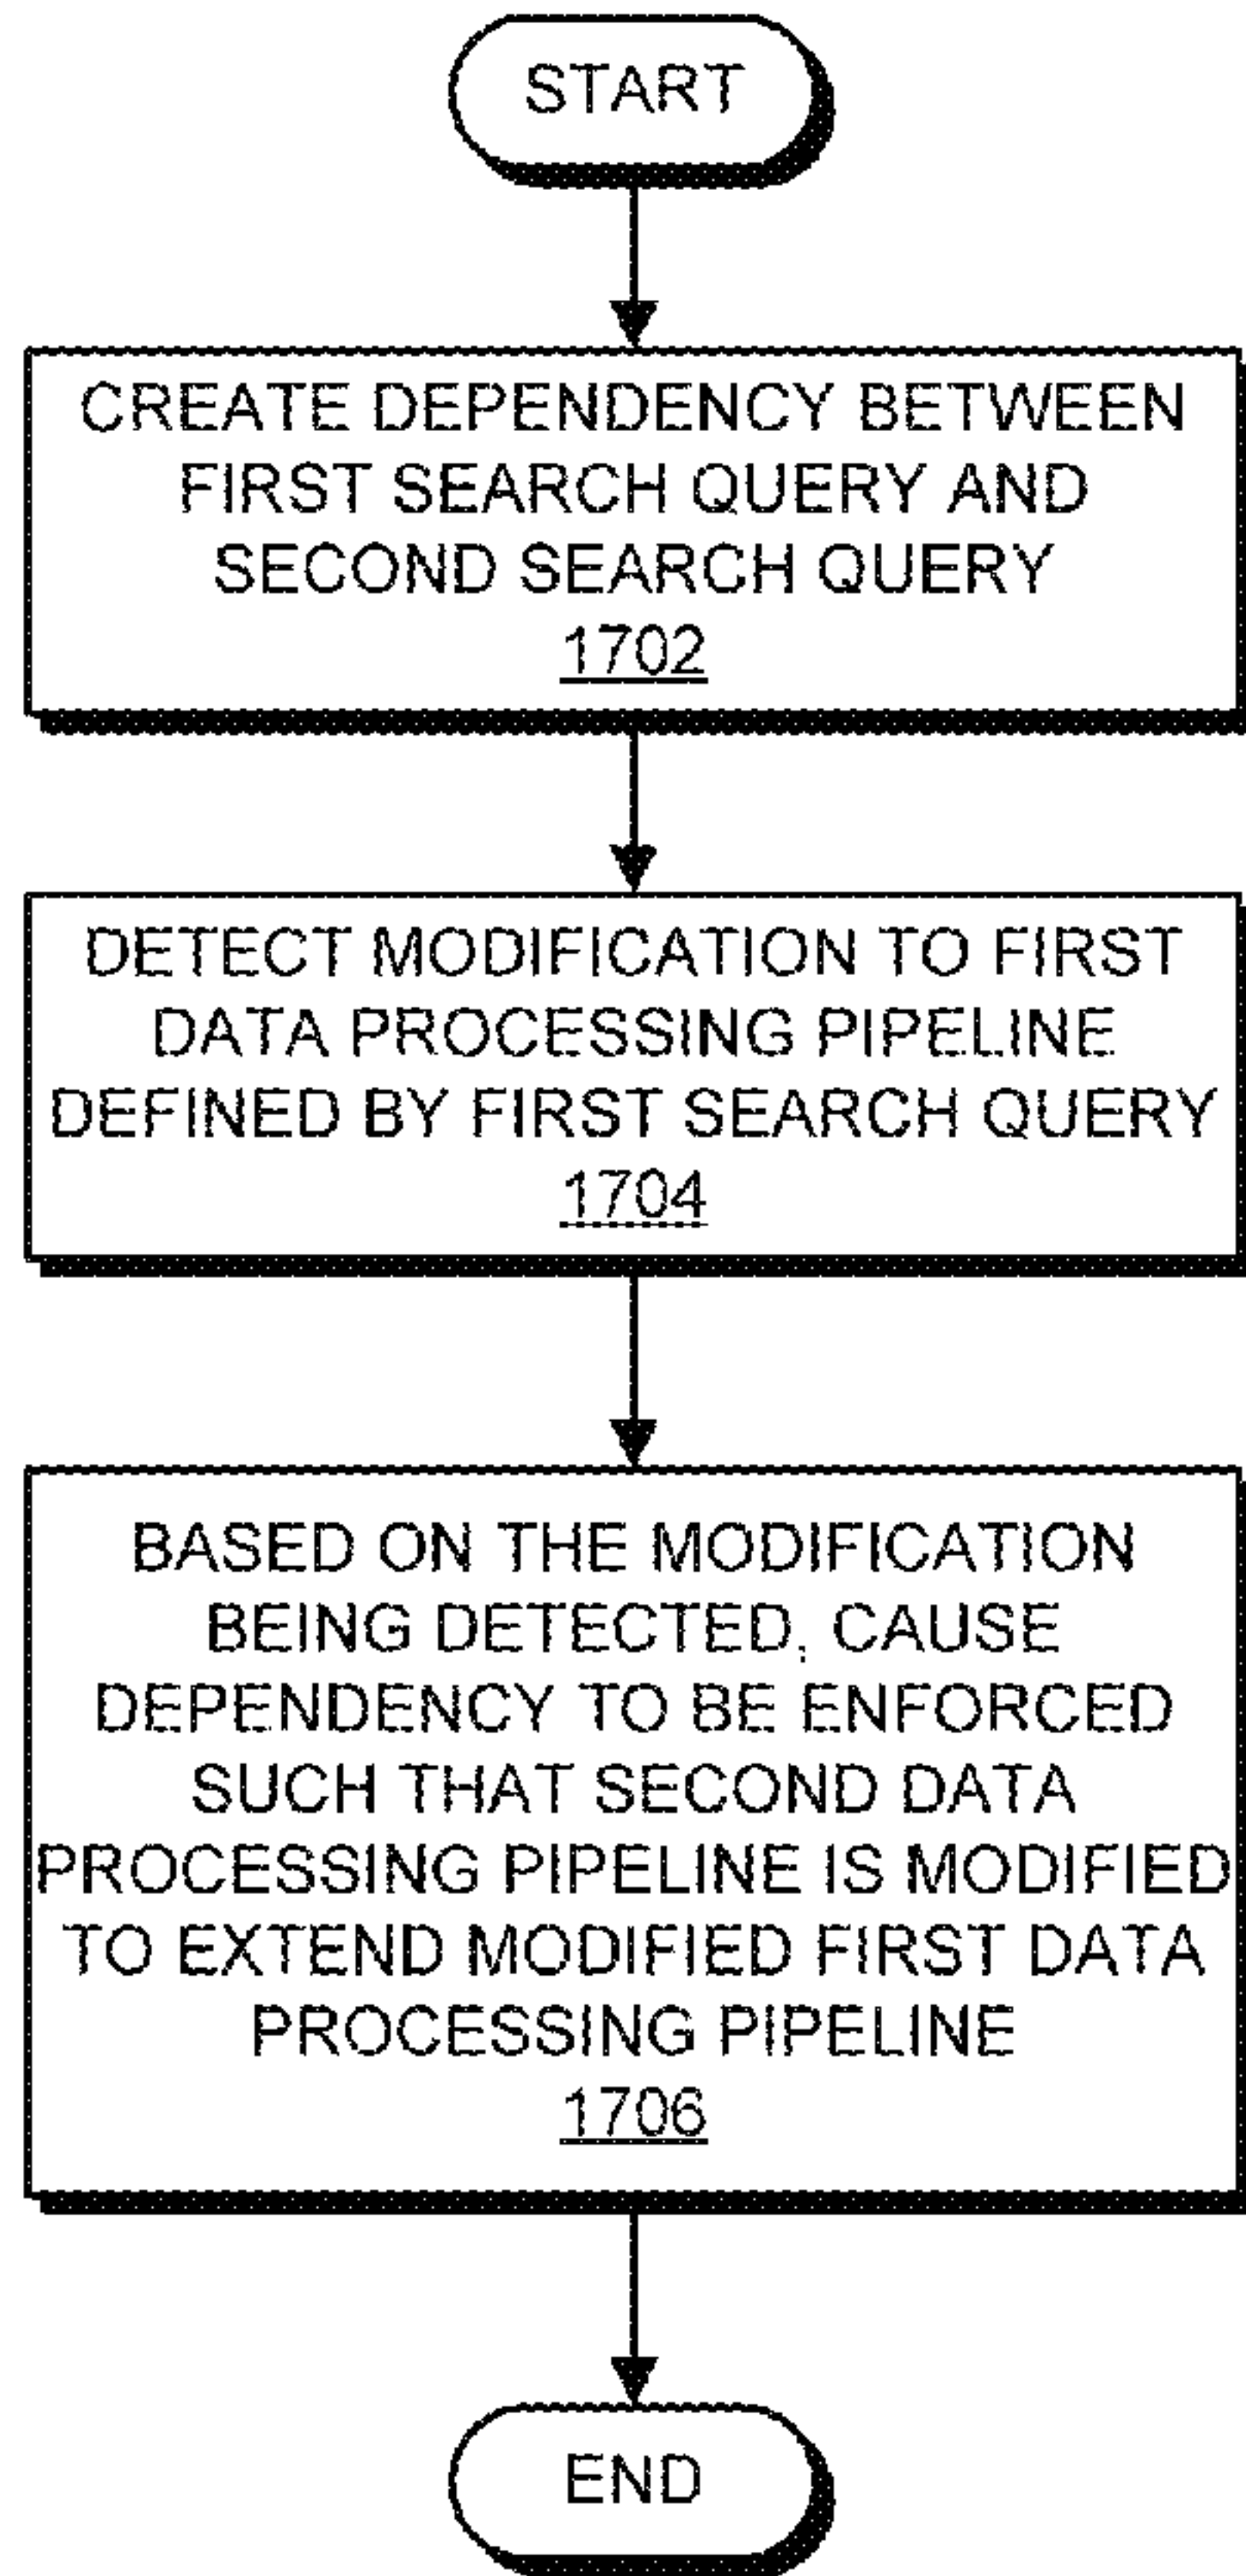 START
CREATE DEPENDENCY BETWEEN
FIRST SEARCH QUERY AND
SECOND SEARCH QUERY
1702
DETECT MODIFICATION TO FIRST
DATA PROCESSING PIPELINE
DEFINED BY FIRST SEARCH QUERY
1704
BASED ON THE MODIFICATION
BEING DETECTED, CAUSE
DEPENDENCY TO BE ENFORCED
SUCH THAT SECOND DATA
PROCESSING PIPELINE IS MODIFIED
TO EXTEND MODIFIED FIRST DATA
PROCESSING PIPELINE
1706
END